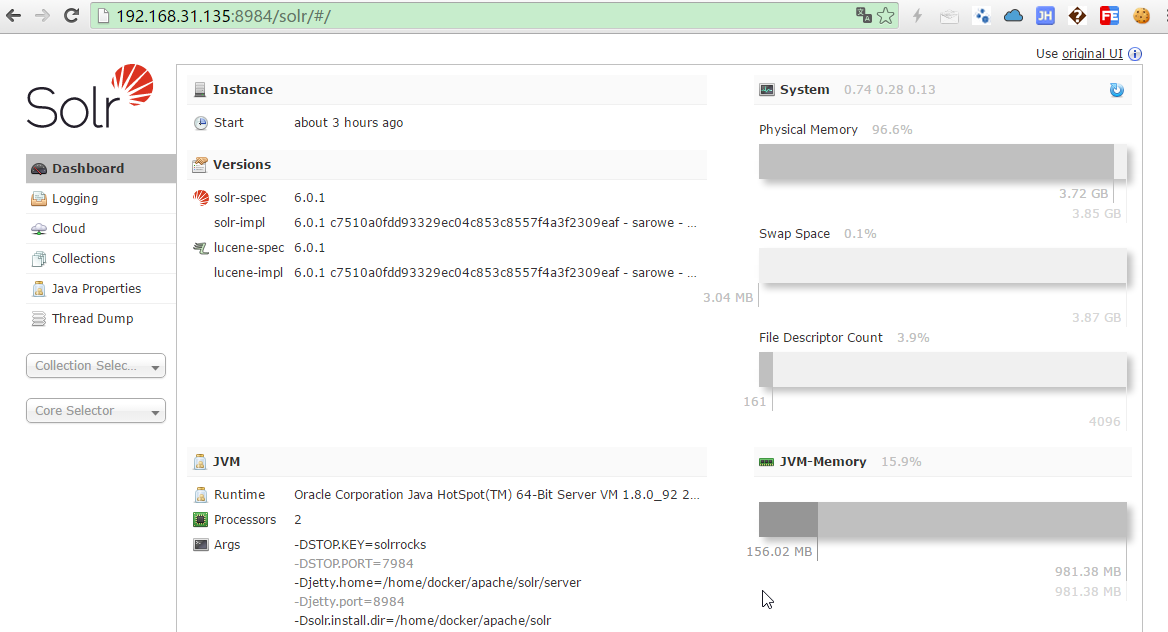 192.168.31.135:8984/solr/#/
JH
?
FE
Use original UI i
Solr
Dashboard
Logging
Cloud
Collections
Java Properties
Thread Dump
Collection Selec...
Core Selector
Instance
Start about 3 hours ago
Versions
solr-spec 6.0.1
solr-impl 6.0.1 c7510a0fdd93329ec04c853c8557f4a3f2309eaf - sarowe - ...
lucene-spec 6.0.1
lucene-impl 6.0.1 c7510a0fdd93329ec04c853c8557f4a3f2309eaf - sarowe - ...
JVM
Runtime Oracle Corporation Java HotSpot(TM) 64-Bit Server VM 1.8.0_92 2...
Processors 2
Args -DSTOP.KEY=solrrocks
-DSTOP.PORT=7984
-Djetty.home=/home/docker/apache/solr/server
-Djetty.port=8984
-Dsolr.install.dir=/home/docker/apache/solr
System 0.74 0.28 0.13
Physical Memory 96.6%
3.72 GB
3.85 GB
Swap Space 0.1%
3.04 MB
3.87 GB
File Descriptor Count 3.9%
161
4096
JVM-Memory 15.9%
156.02 MB
981.38 MB
981.38 MB